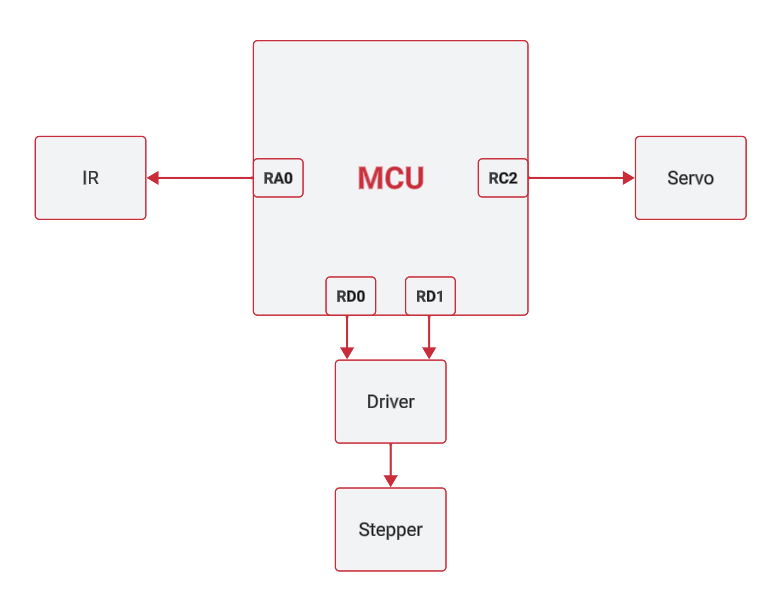 IR
RA0
MCU
RC2
Servo
RD0
RD1
Driver
Stepper